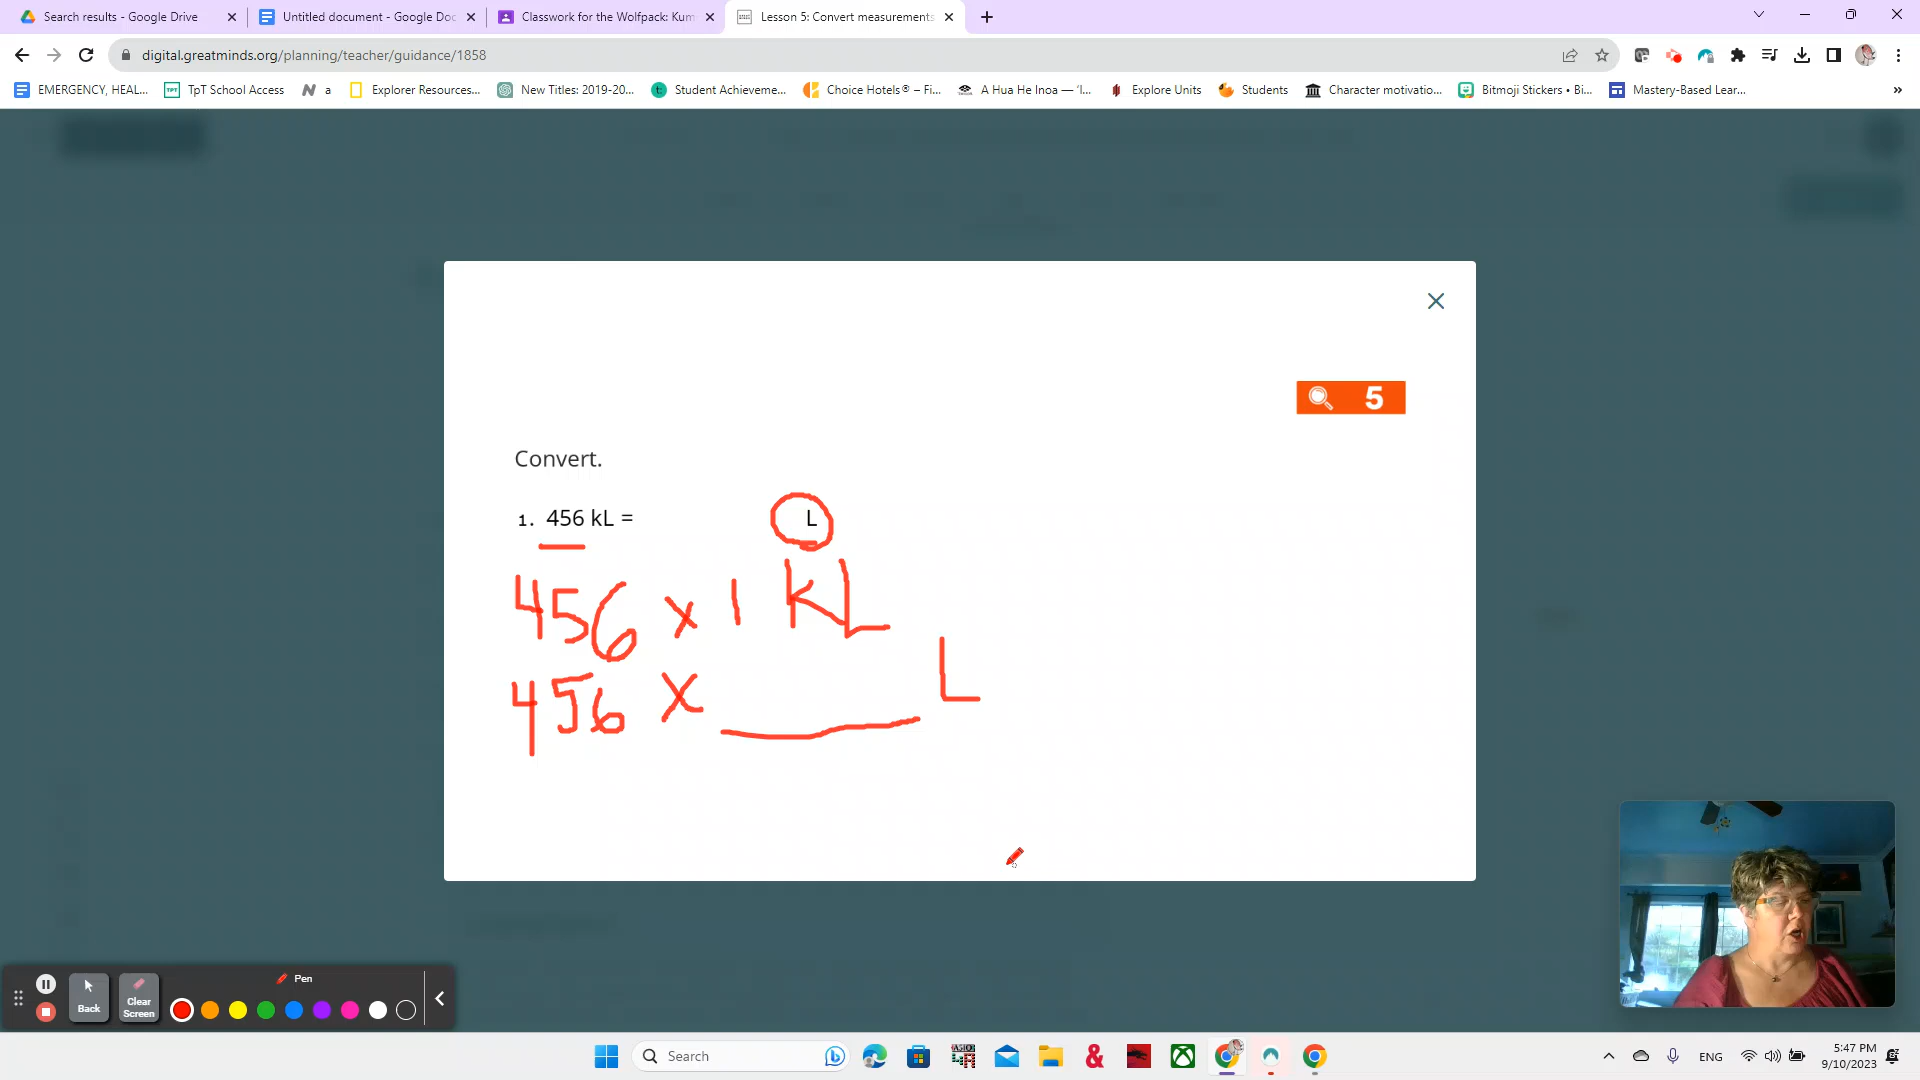 Search results - Google Drive
Untitled document - Google Doc
Classwork for the Wolfpack: Kum
Lesson 5: Convert measurements
digital.greatminds.org/planning/teacher/guidance/1858
EMERGENCY, HEAL... TpT School Access a Explorer Resources... New Titles: 2019-20... Student Achieveme... Choice Hotels® – Fi... A Hua He Inoa — 'I... Explore Units Students Character motivatio... Bitmoji Stickers • Bi... Mastery-Based Lear... »
5
Convert.
1. 456 kL = L
456 x 1 KL
456 x ____ L
Pen
Back
Clear Screen
Search
ENG
5:47 PM
9/10/2023